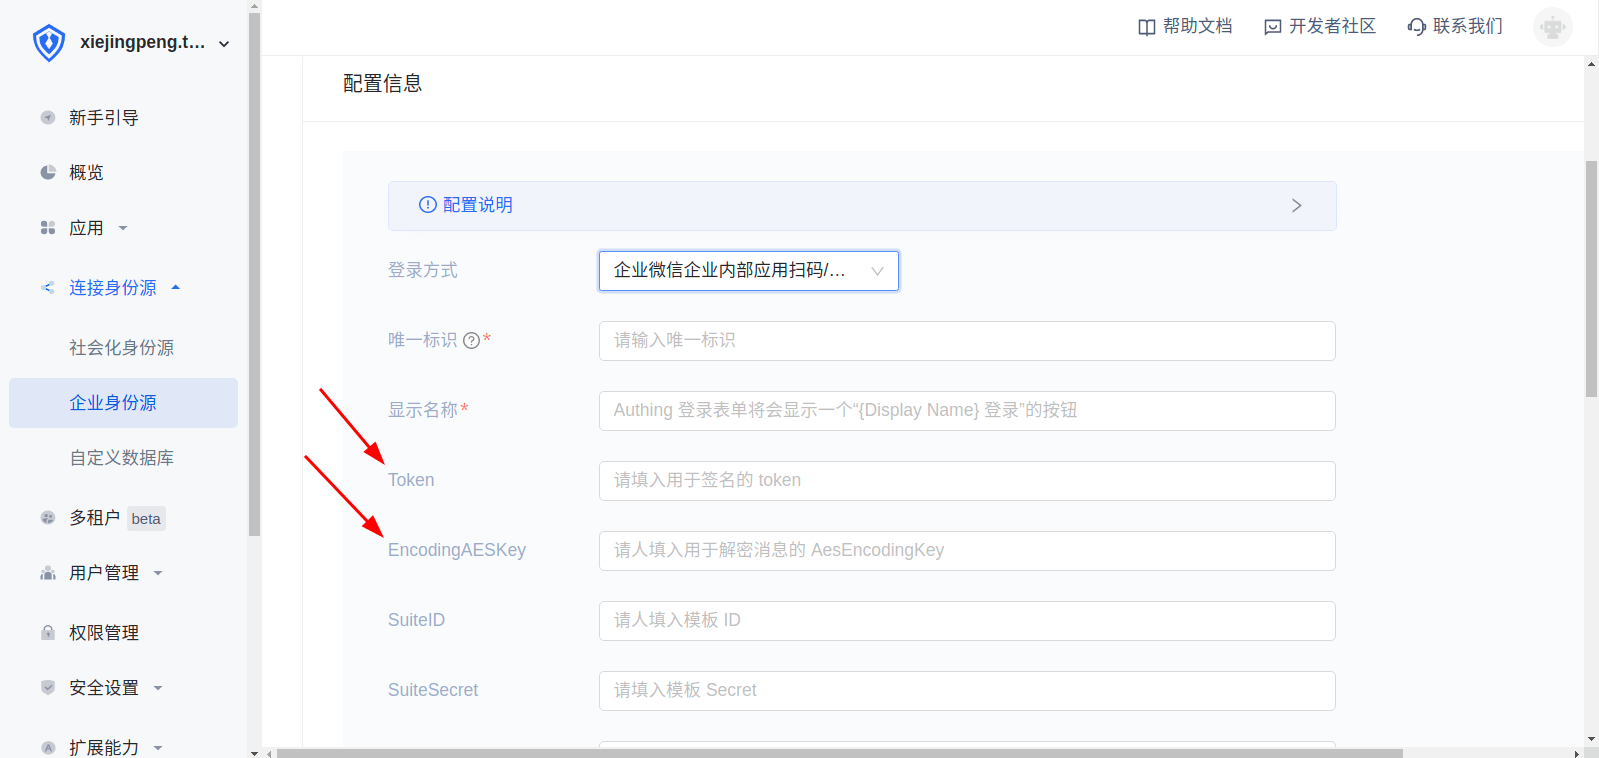 xiejingpeng.t...
帮助文档
开发者社区
联系我们
新手引导
概览
应用
连接身份源
社会化身份源
企业身份源
自定义数据库
多租户 beta
用户管理
权限管理
安全设置
扩展能力
配置信息
配置说明
登录方式
企业微信企业内部应用扫码/...
唯一标识 *
请输入唯一标识
显示名称 *
Authing 登录表单将会显示一个“{Display Name} 登录”的按钮
Token
请填入用于签名的 token
EncodingAESKey
请人填入用于解密消息的 AesEncodingKey
SuiteID
请人填入模板 ID
SuiteSecret
请填入模板 Secret